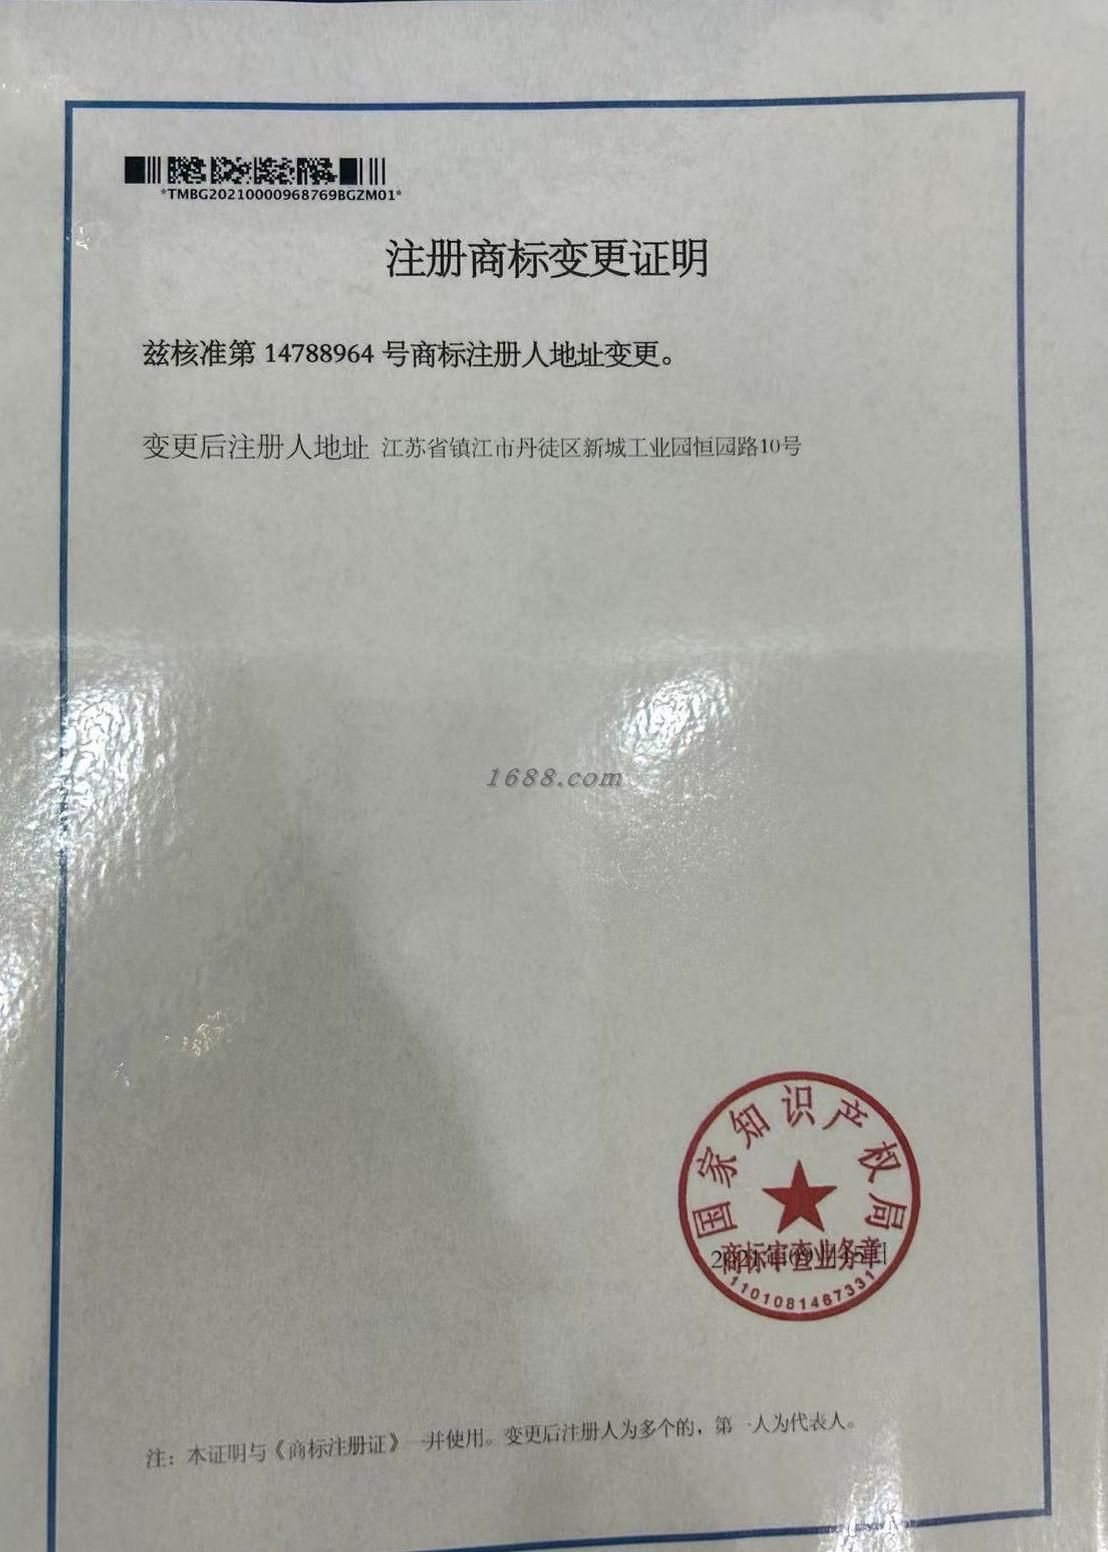 *TMBG20210000968769BGZM01*
注册商标变更证明
兹核准第 14788964 号商标注册人地址变更。
变更后注册人地址 江苏省镇江市丹徒区新城工业园恒园路10号
1688.com
国家知识产权局
商标审查业务章
1101081467331
注：本证明与《商标注册证》一并使用。变更后注册人为多个的，第一人为代表人。